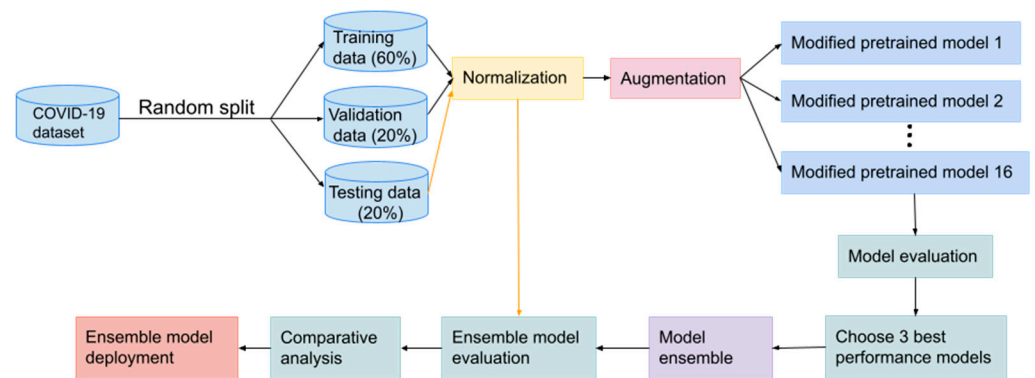 COVID-19
dataset
Random split
Training
data (60%)
Validation
data (20%)
Testing data
(20%)
Normalization
Augmentation
Modified pretrained model 1
Modified pretrained model 2
Modified pretrained model 16
Model evaluation
Choose 3 best
performance models
Model
ensemble
Ensemble model
evaluation
Comparative
analysis
Ensemble model
deployment